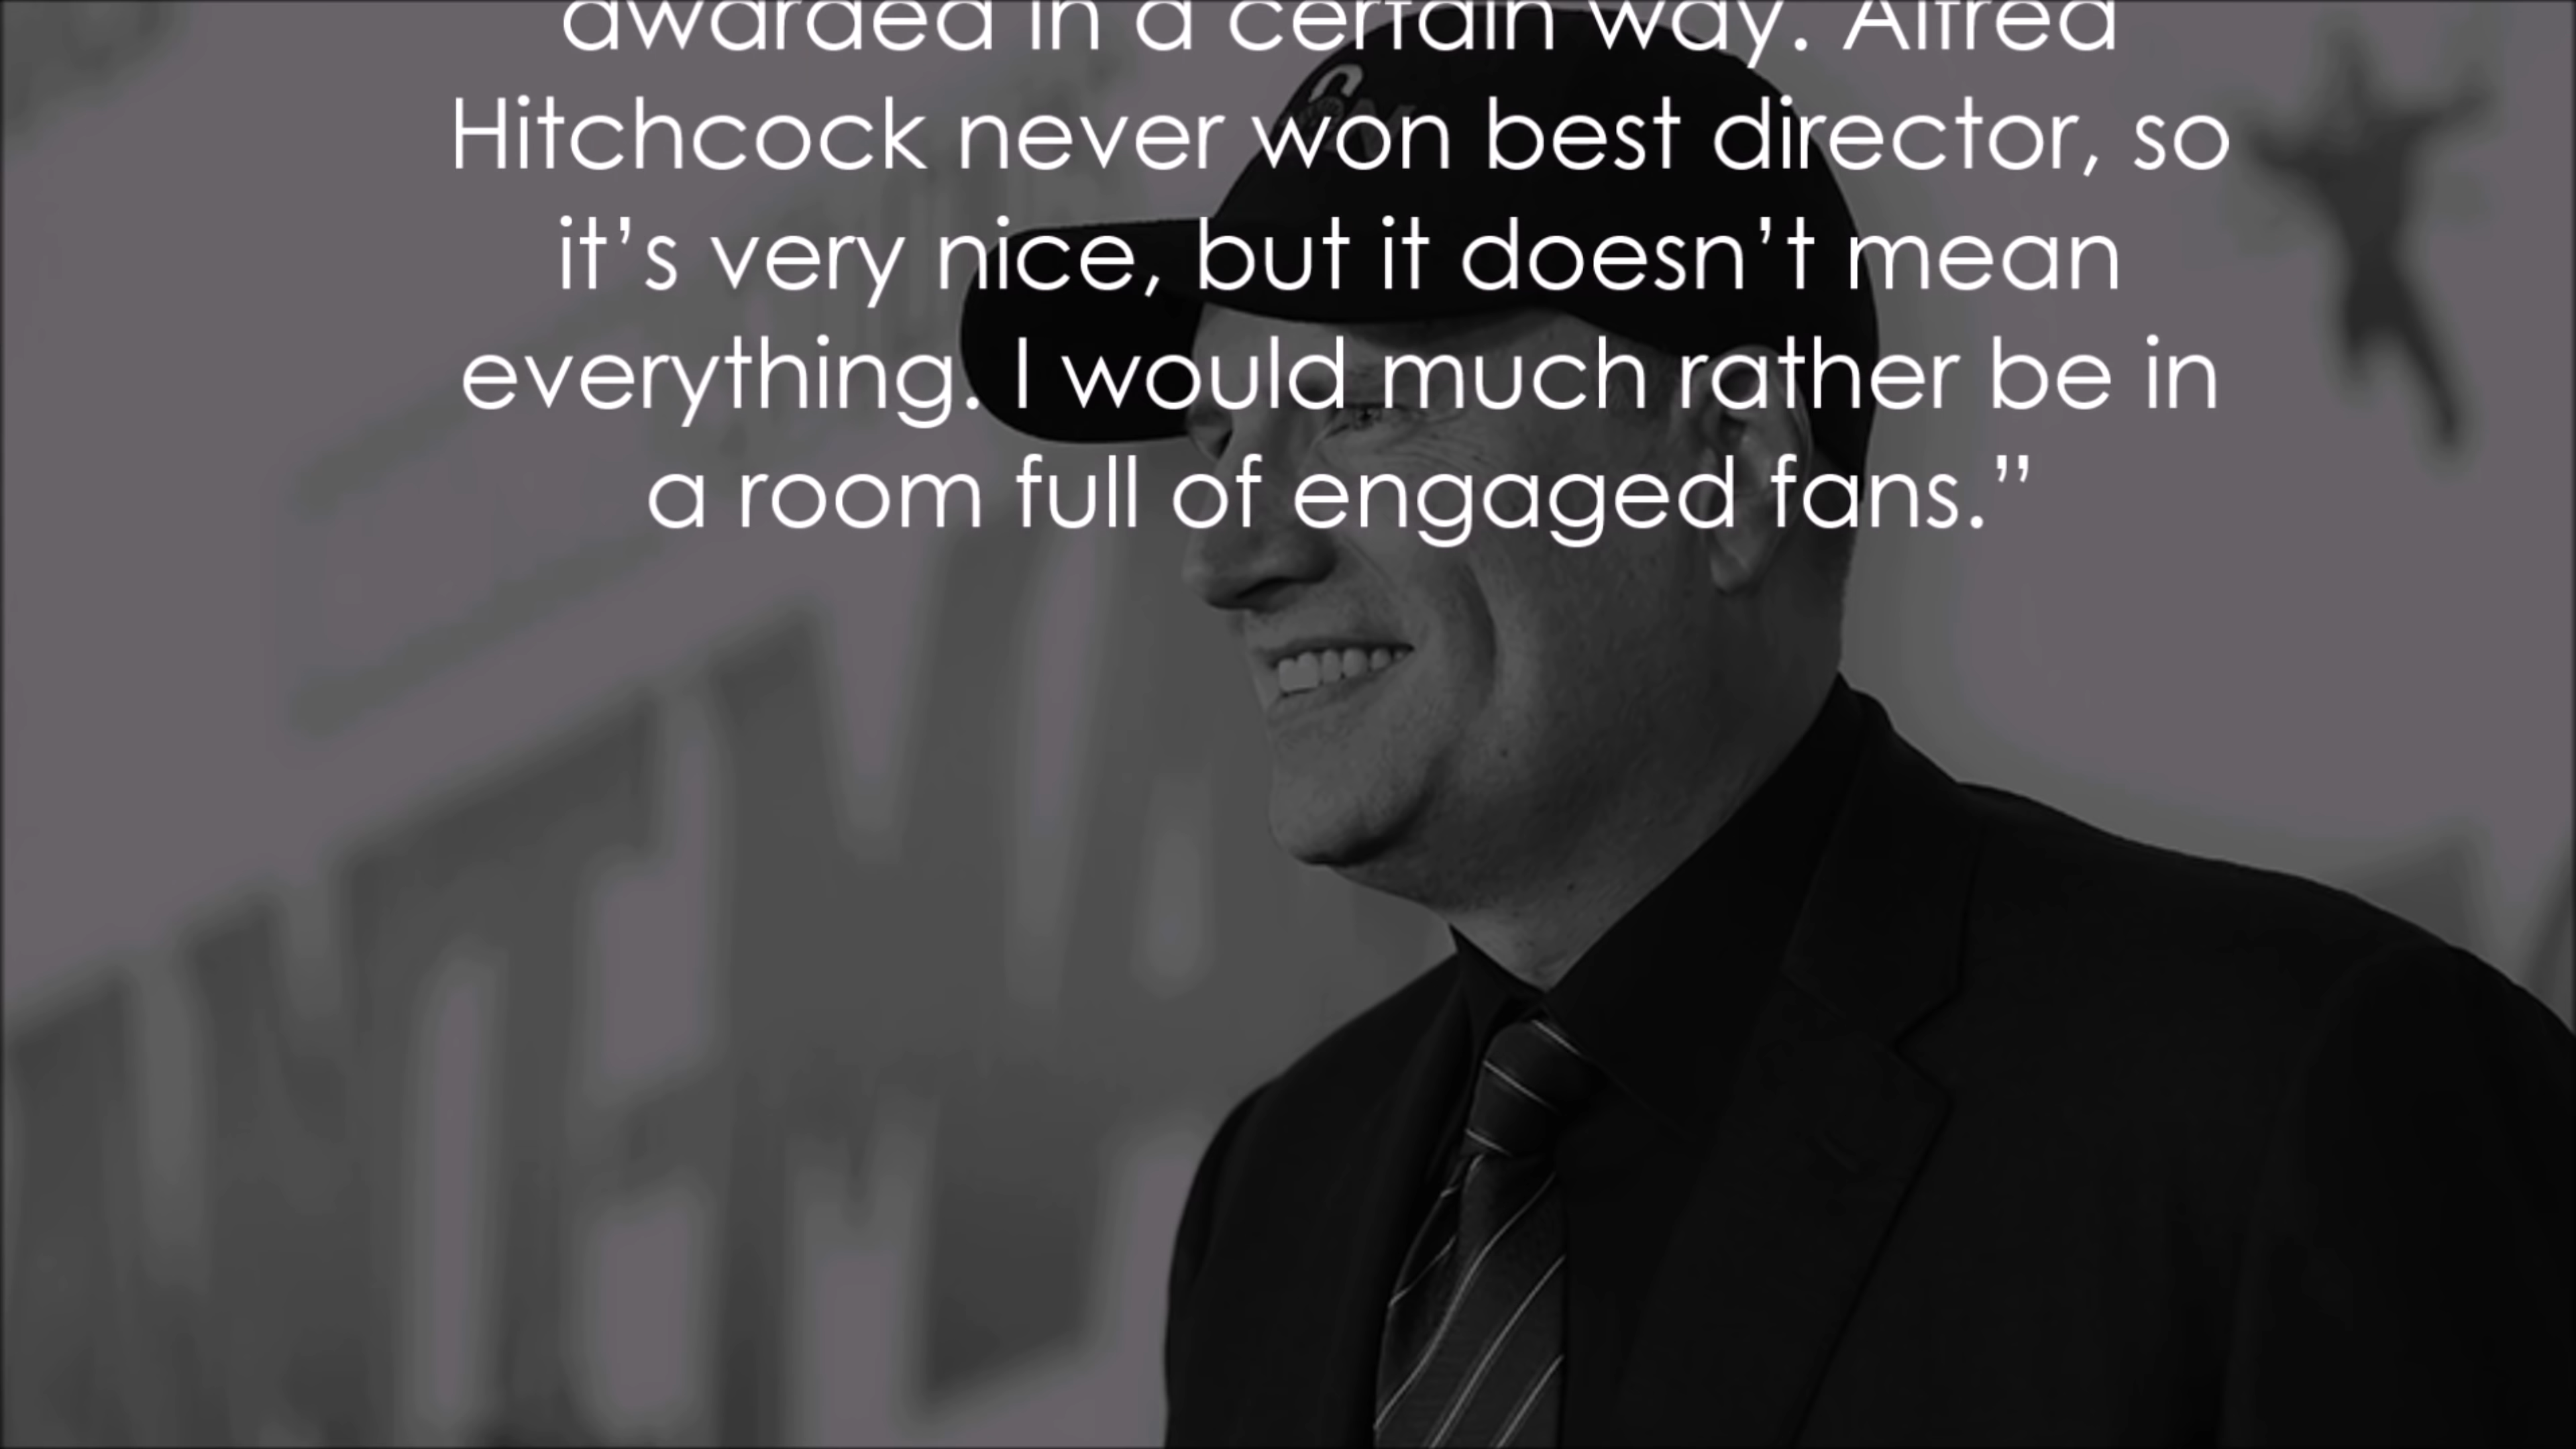 awarded in a certain way. Alfred
Hitchcock never won best director, so
it’s very nice, but it doesn’t mean
everything. I would much rather be in
a room full of engaged fans.”